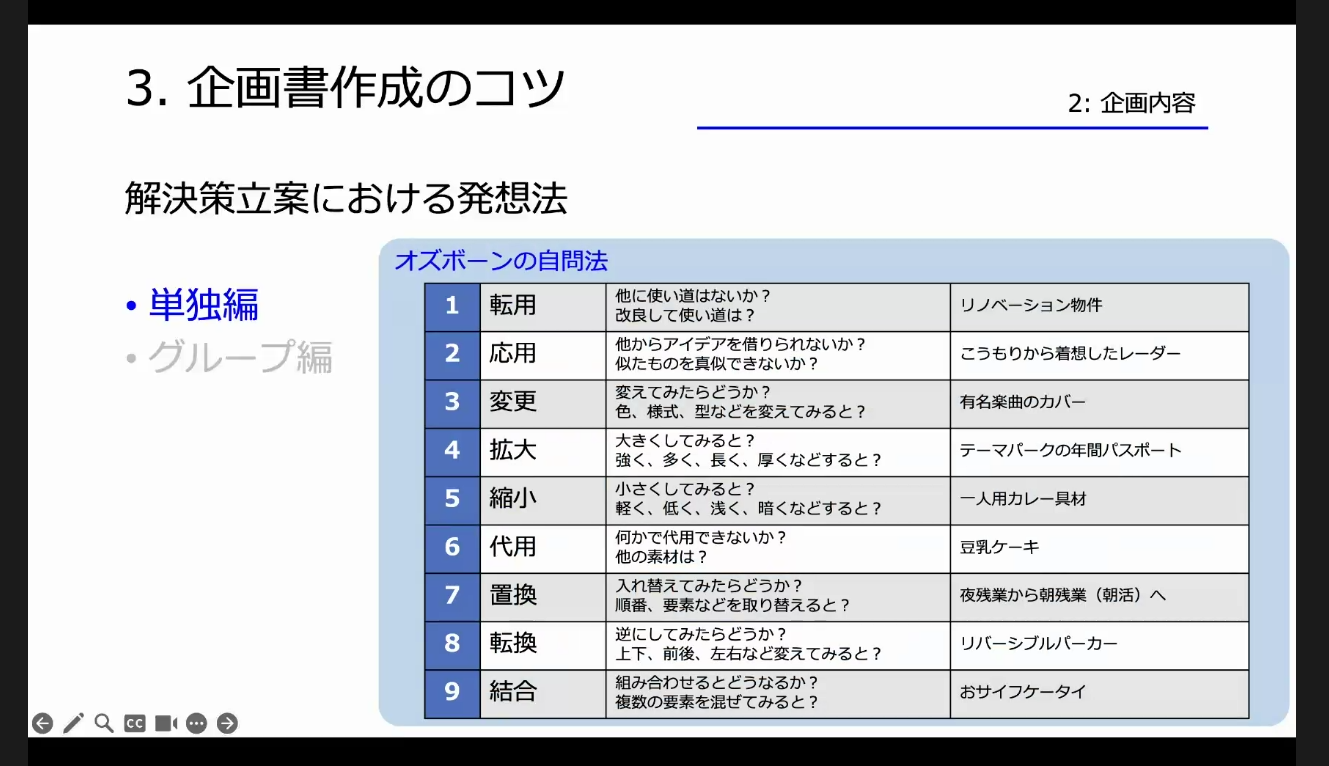 3. 企画書作成のコツ
2: 企画内容
解決策立案における発想法
• 単独編
• グループ編
オズボーンの自問法
1 転用 他に使い道はないか？ リノベーション物件
改良して使い道は？
2 応用 他からアイデアを借りられないか？ こうもりから着想したレーダー
似たものを真似できないか？
3 変更 変えてみたらどうか？ 有名楽曲のカバー
色、様式、型などを変えてみると？
4 拡大 大きくしてみると？ テーマパークの年間パスポート
強く、多く、長く、厚くなどすると？
5 縮小 小さくしてみると？ 一人用カレー具材
軽く、低く、浅く、暗くなどすると？
6 代用 何かで代用できないか？ 豆乳ケーキ
他の素材は？
7 置換 入れ替えてみたらどうか？ 夜残業から朝残業（朝活）へ
順番、要素などを取り替えると？
8 転換 逆にしてみたらどうか？ リバーシブルパーカー
上下、前後、左右など変えてみると？
9 結合 組み合わせるとどうなるか？ おサイフケータイ
複数の要素を混ぜてみると？
CC